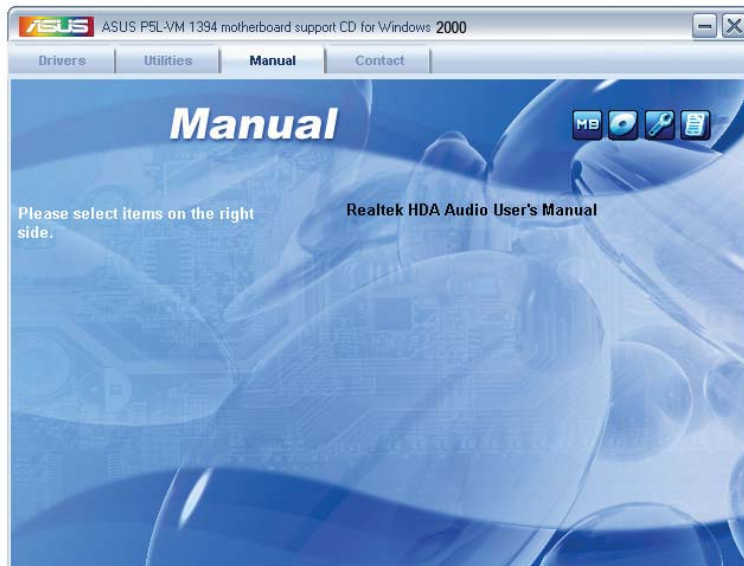 ASUS ASUS P5L-VM 1394 motherboard support CD for Windows 2000
Drivers Utilities Manual Contact
Manual
MB
Please select items on the right
side.
Realtek HDA Audio User's Manual